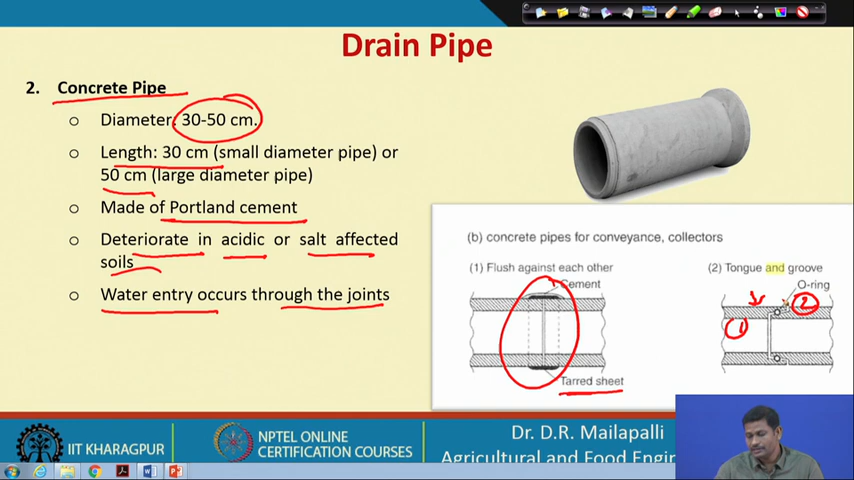 Drain Pipe
2. Concrete Pipe
o Diameter: 30-50 cm.
o Length: 30 cm (small diameter pipe) or
50 cm (large diameter pipe)
o Made of Portland cement
o Deteriorate in acidic or salt affected
soils
o Water entry occurs through the joints
(b) concrete pipes for conveyance, collectors
(1) Flush against each other
Cement
Tarred sheet
(2) Tongue and groove
O-ring
1
2
IIT KHARAGPUR
NPTEL ONLINE
CERTIFICATION COURSES
Dr. D.R. Mailapalli
Agricultural and Food Engin